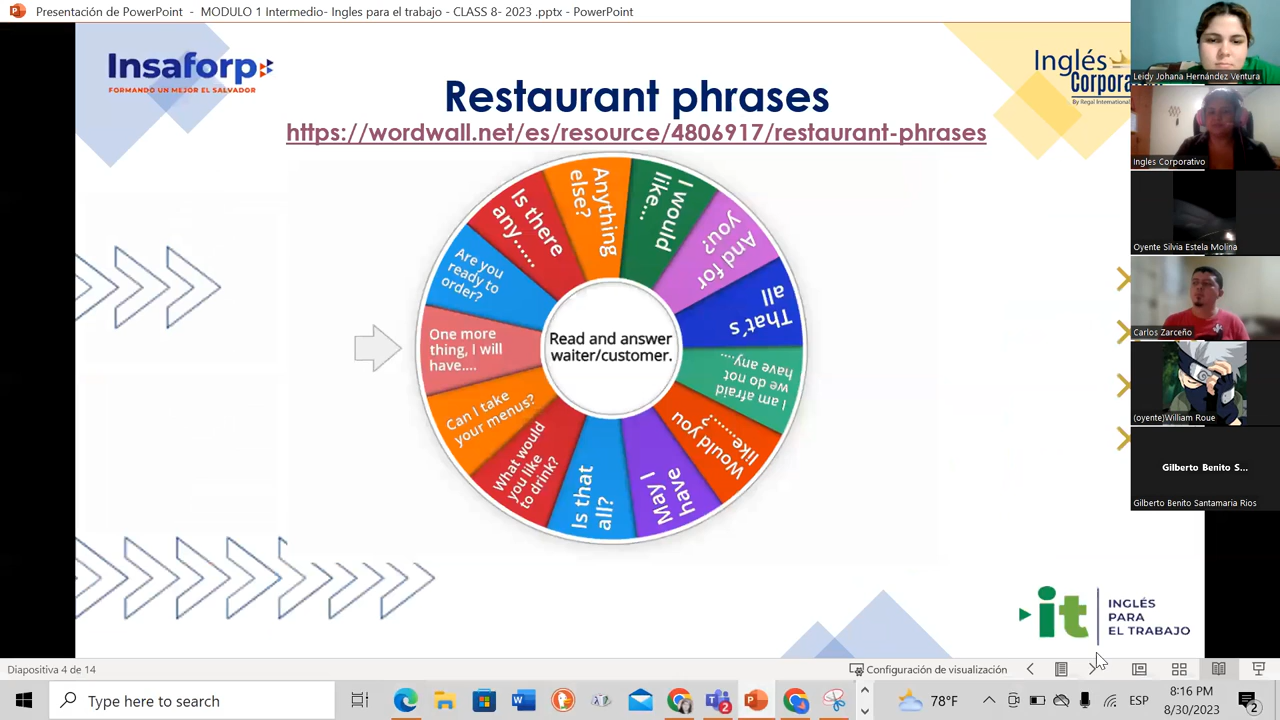 Presentación de PowerPoint - MODULO 1 Intermedio- Ingles para el trabajo - CLASS 8- 2023 .pptx - PowerPoint
Insaforp
FORMANDO UN MEJOR EL SALVADOR
Inglés
Corpora
By Regal Internationa
Restaurant phrases
https://wordwall.net/es/resource/4806917/restaurant-phrases
Anything
else?
I would
like...
And for
you?
That´s
all
I am afraid
we do not
have any....
Would you
like......?
May I
have
Is that
all?
What would
you like
to drink?
Can I take
your menus?
One more
thing, I will
have....
Are you
ready to
order?
Is there
any......
Read and answer
waiter/customer.
Leidy Johana Hernández Ventura
Ingles Corporativo
Oyente Silvia Estela Molina
Carlos Zarceño
(oyente)William Roue
Gilberto Benito S...
Gilberto Benito Santamaria Rios
it
INGLÉS
PARA
EL TRABAJO
Diapositiva 4 de 14
Configuración de visualización
Type here to search
2
78°F
ESP
8:16 PM
8/30/2023
2